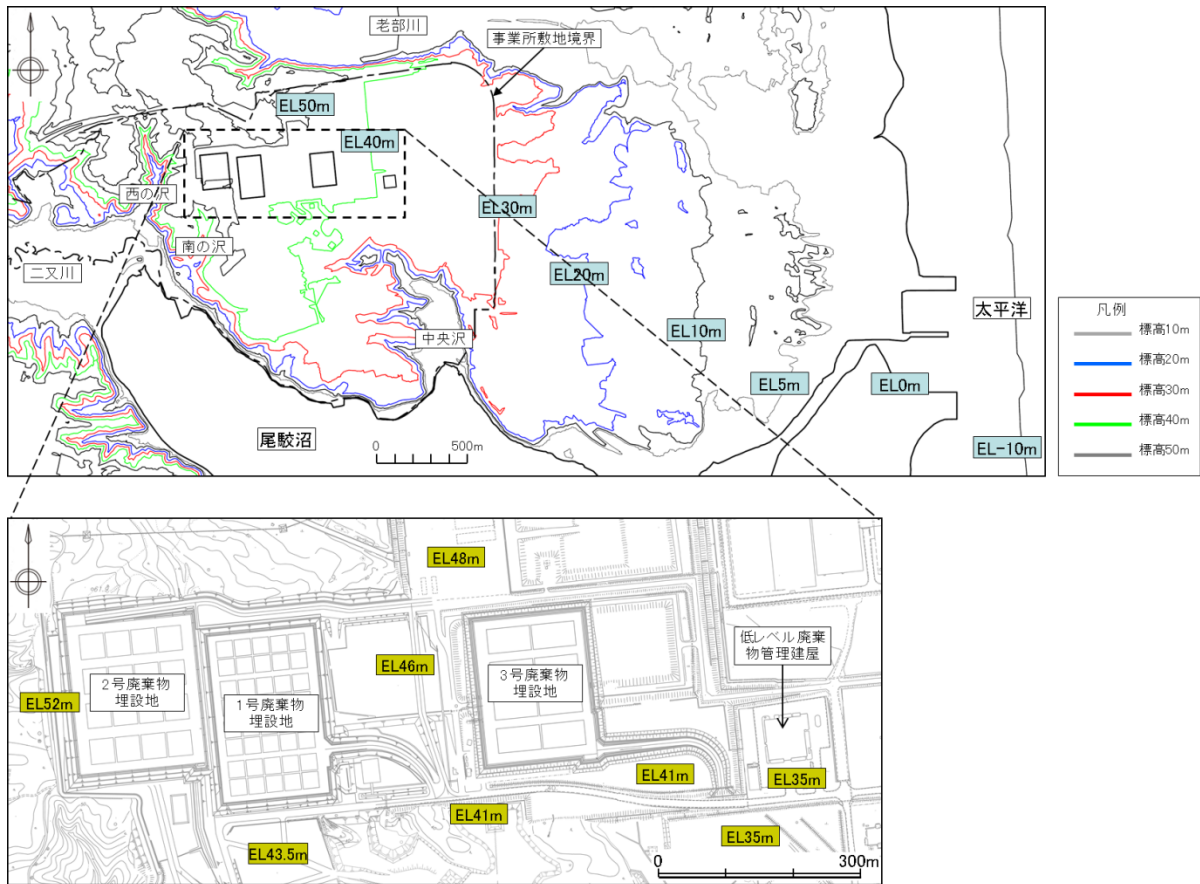 老部川
事業所敷地境界
EL50m
EL40m
西の沢
EL30m
南の沢
二又川
EL20m
太平洋
EL10m
中央沢
EL5m
EL0m
尾駮沼
0
500m
EL-10m
凡例
標高10m
標高20m
標高30m
標高40m
標高50m
EL48m
低レベル廃棄
物管理建屋
EL46m
3号廃棄物
埋設地
2号廃棄物
埋設地
EL52m
1号廃棄物
埋設地
EL41m
EL35m
EL41m
EL35m
EL43.5m
0
300m